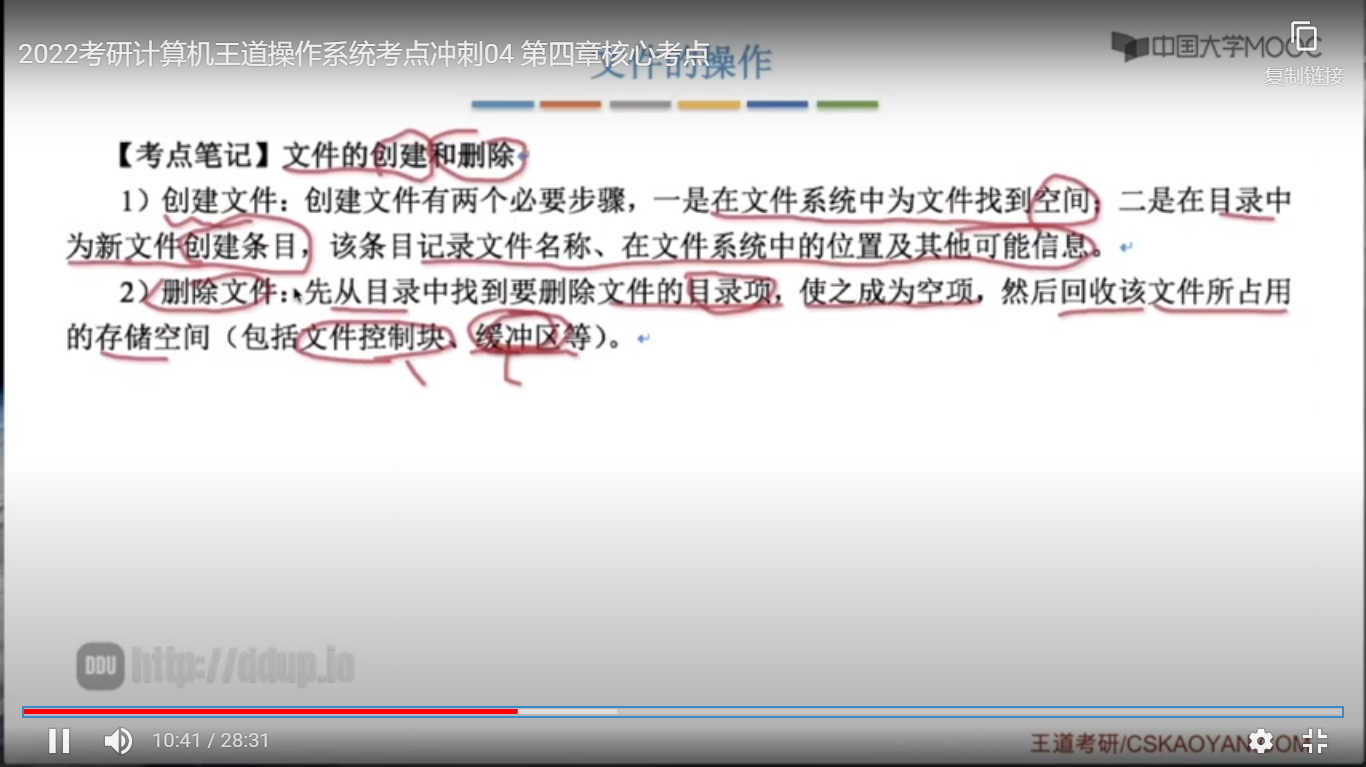 2022考研计算机王道操作系统考点冲刺04 第四章核心考点
文件的操作
中国大学MOOC
复制链接
【考点笔记】文件的创建和删除
1）创建文件：创建文件有两个必要步骤，一是在文件系统中为文件找到空间；二是在目录中
为新文件创建条目，该条目记录文件名称、在文件系统中的位置及其他可能信息。
2）删除文件：先从目录中找到要删除文件的目录项，使之成为空项，然后回收该文件所占用
的存储空间（包括文件控制块、缓冲区等）。
DDU http://ddup.io
10:41 / 28:31
王道考研/CSKAOYAN.COM